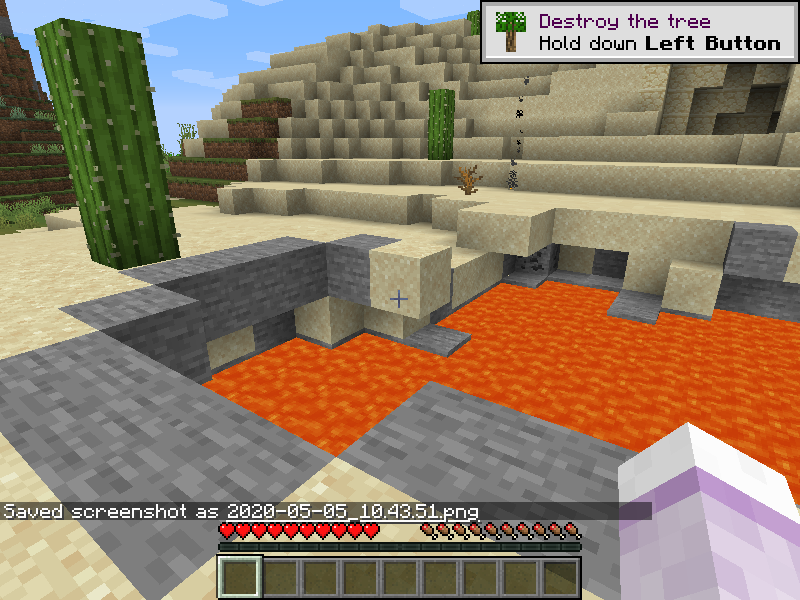 Destroy the tree
Hold down Left Button
Saved screenshot as 2020-05-05_10.43.51.png